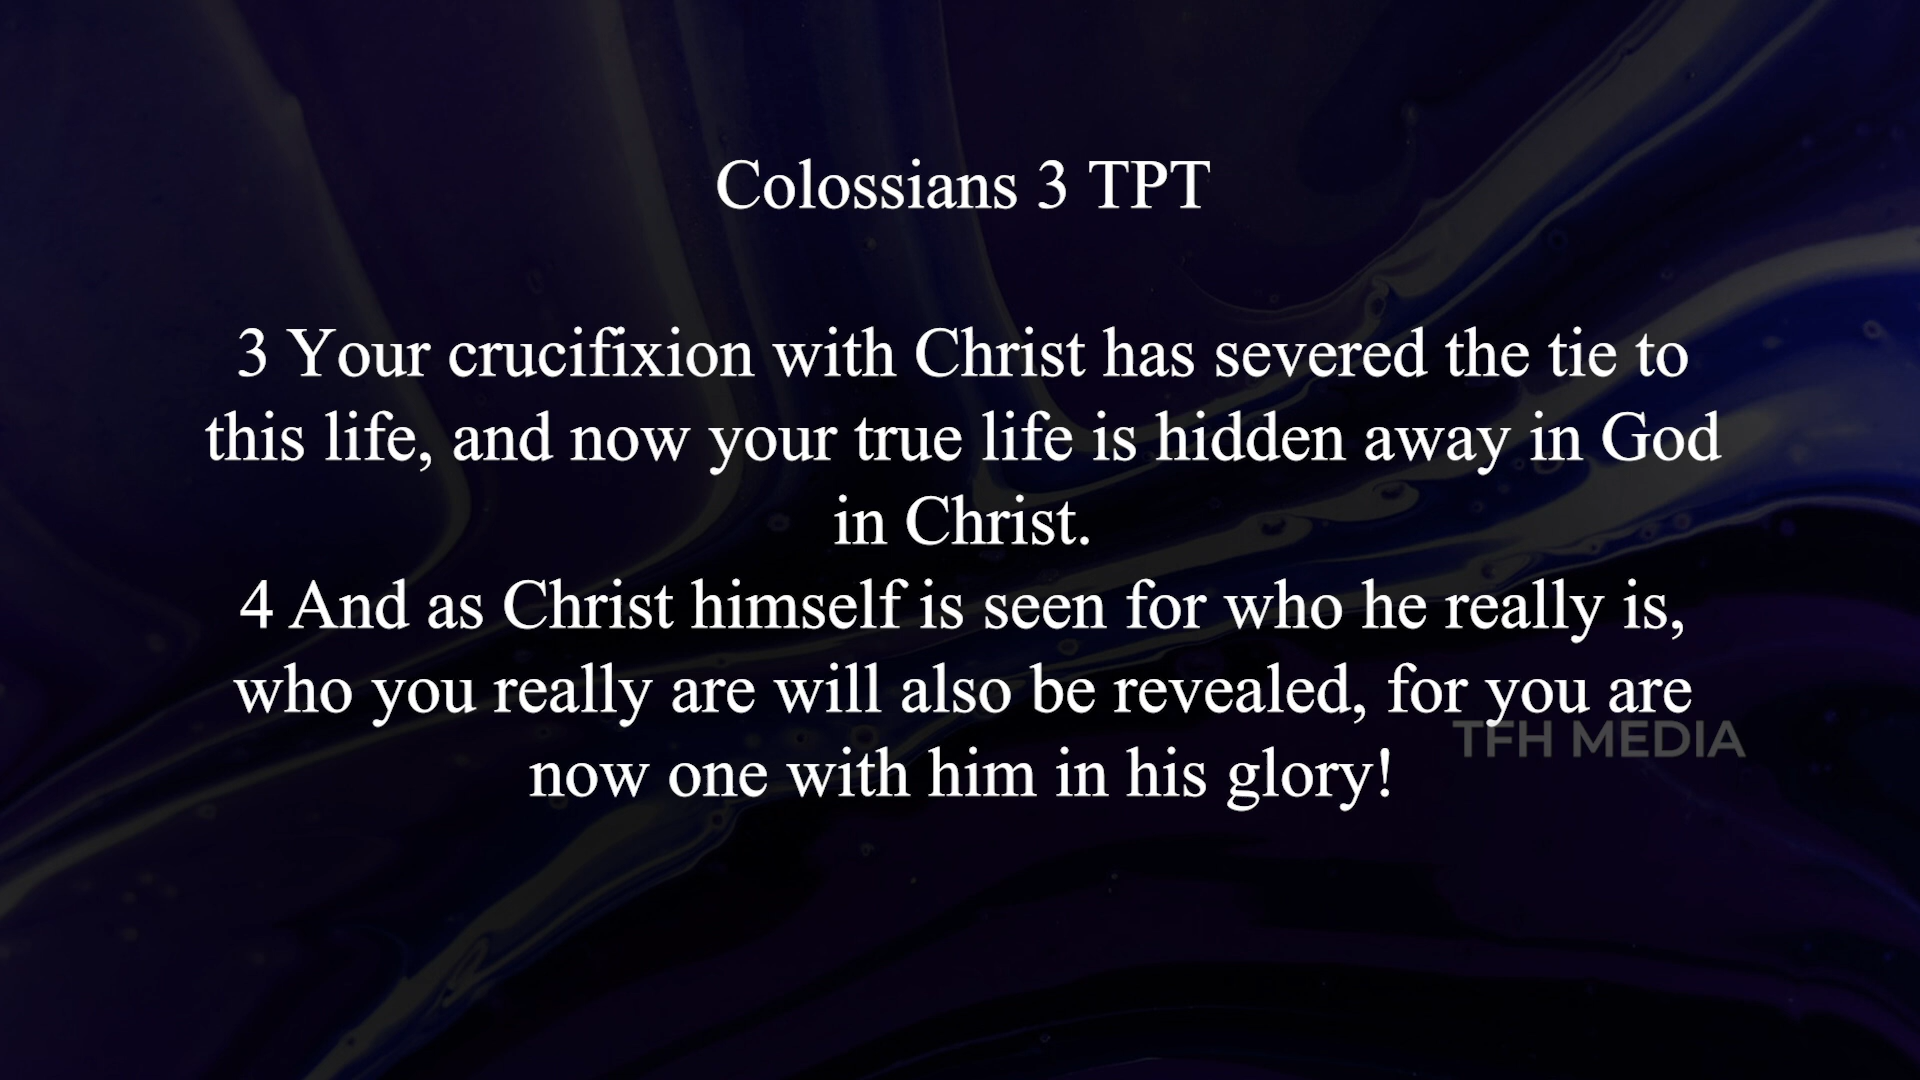 Colossians 3 TPT
3 Your crucifixion with Christ has severed the tie to
this life, and now your true life is hidden away in God
in Christ.
4 And as Christ himself is seen for who he really is,
who you really are will also be revealed, for you are
now one with him in his glory!
TFH MEDIA